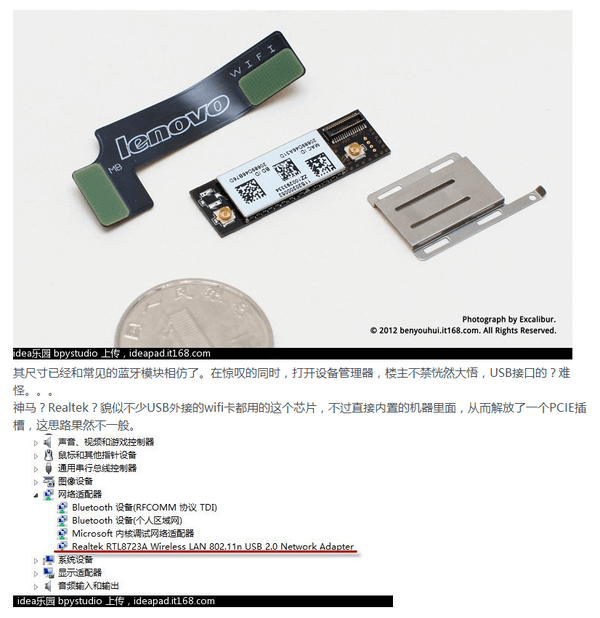 WIFI
lenovo
MB
Photograph by Excalibur.
© 2012 benyouhui.it168.com. All Rights Reserved.
idea乐园 bpystudio 上传，ideapad.it168.com
其尺寸已经和常见的蓝牙模块相仿了。在惊叹的同时，打开设备管理器，楼主不禁恍然大悟，USB接口的？难
怪。。。
神马？Realtek？貌似不少USB外接的wifi卡都用的这个芯片，不过直接内置的机器里面，从而解放了一个PCIE插
槽，这思路果然不一般。
声音、视频和游戏控制器
鼠标和其他指针设备
通用串行总线控制器
图像设备
网络适配器
Bluetooth 设备(RFCOMM 协议 TDI)
Bluetooth 设备(个人区域网)
Microsoft 内核调试网络适配器
Realtek RTL8723A Wireless LAN 802.11n USB 2.0 Network Adapter
系统设备
显示适配器
音频输入和输出
idea乐园 bpystudio 上传，ideapad.it168.com